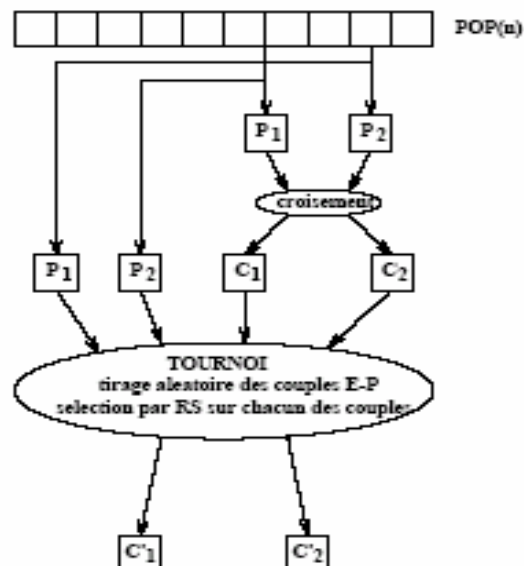 POP(n)
P1 P2
croisement
P1 P2 C1 C2
TOURNOI
tirage aleatoire des couples E-P
selection par RS sur chacun des couples
C'1 C'2